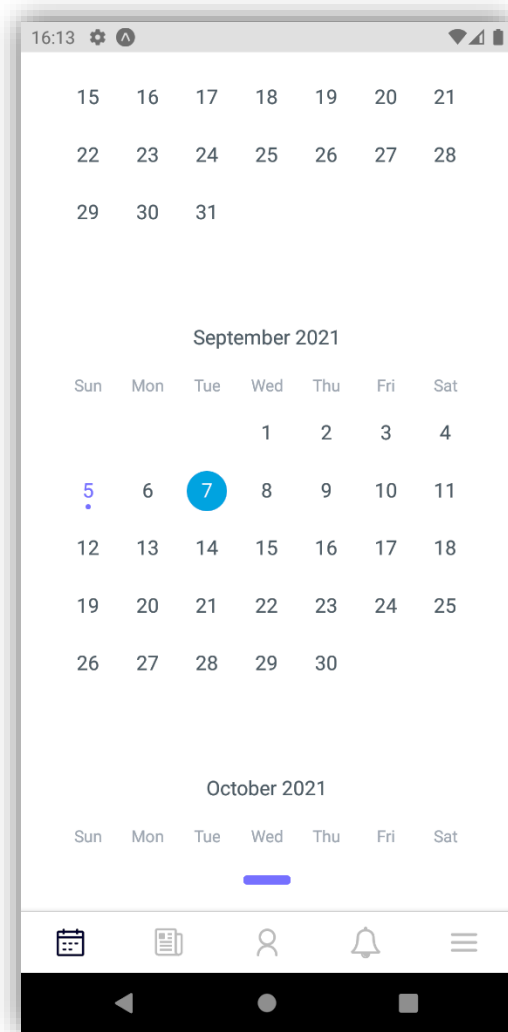 16:13
15 16 17 18 19 20 21
22 23 24 25 26 27 28
29 30 31
September 2021
Sun Mon Tue Wed Thu Fri Sat
1 2 3 4
5 6 7 8 9 10 11
12 13 14 15 16 17 18
19 20 21 22 23 24 25
26 27 28 29 30
October 2021
Sun Mon Tue Wed Thu Fri Sat